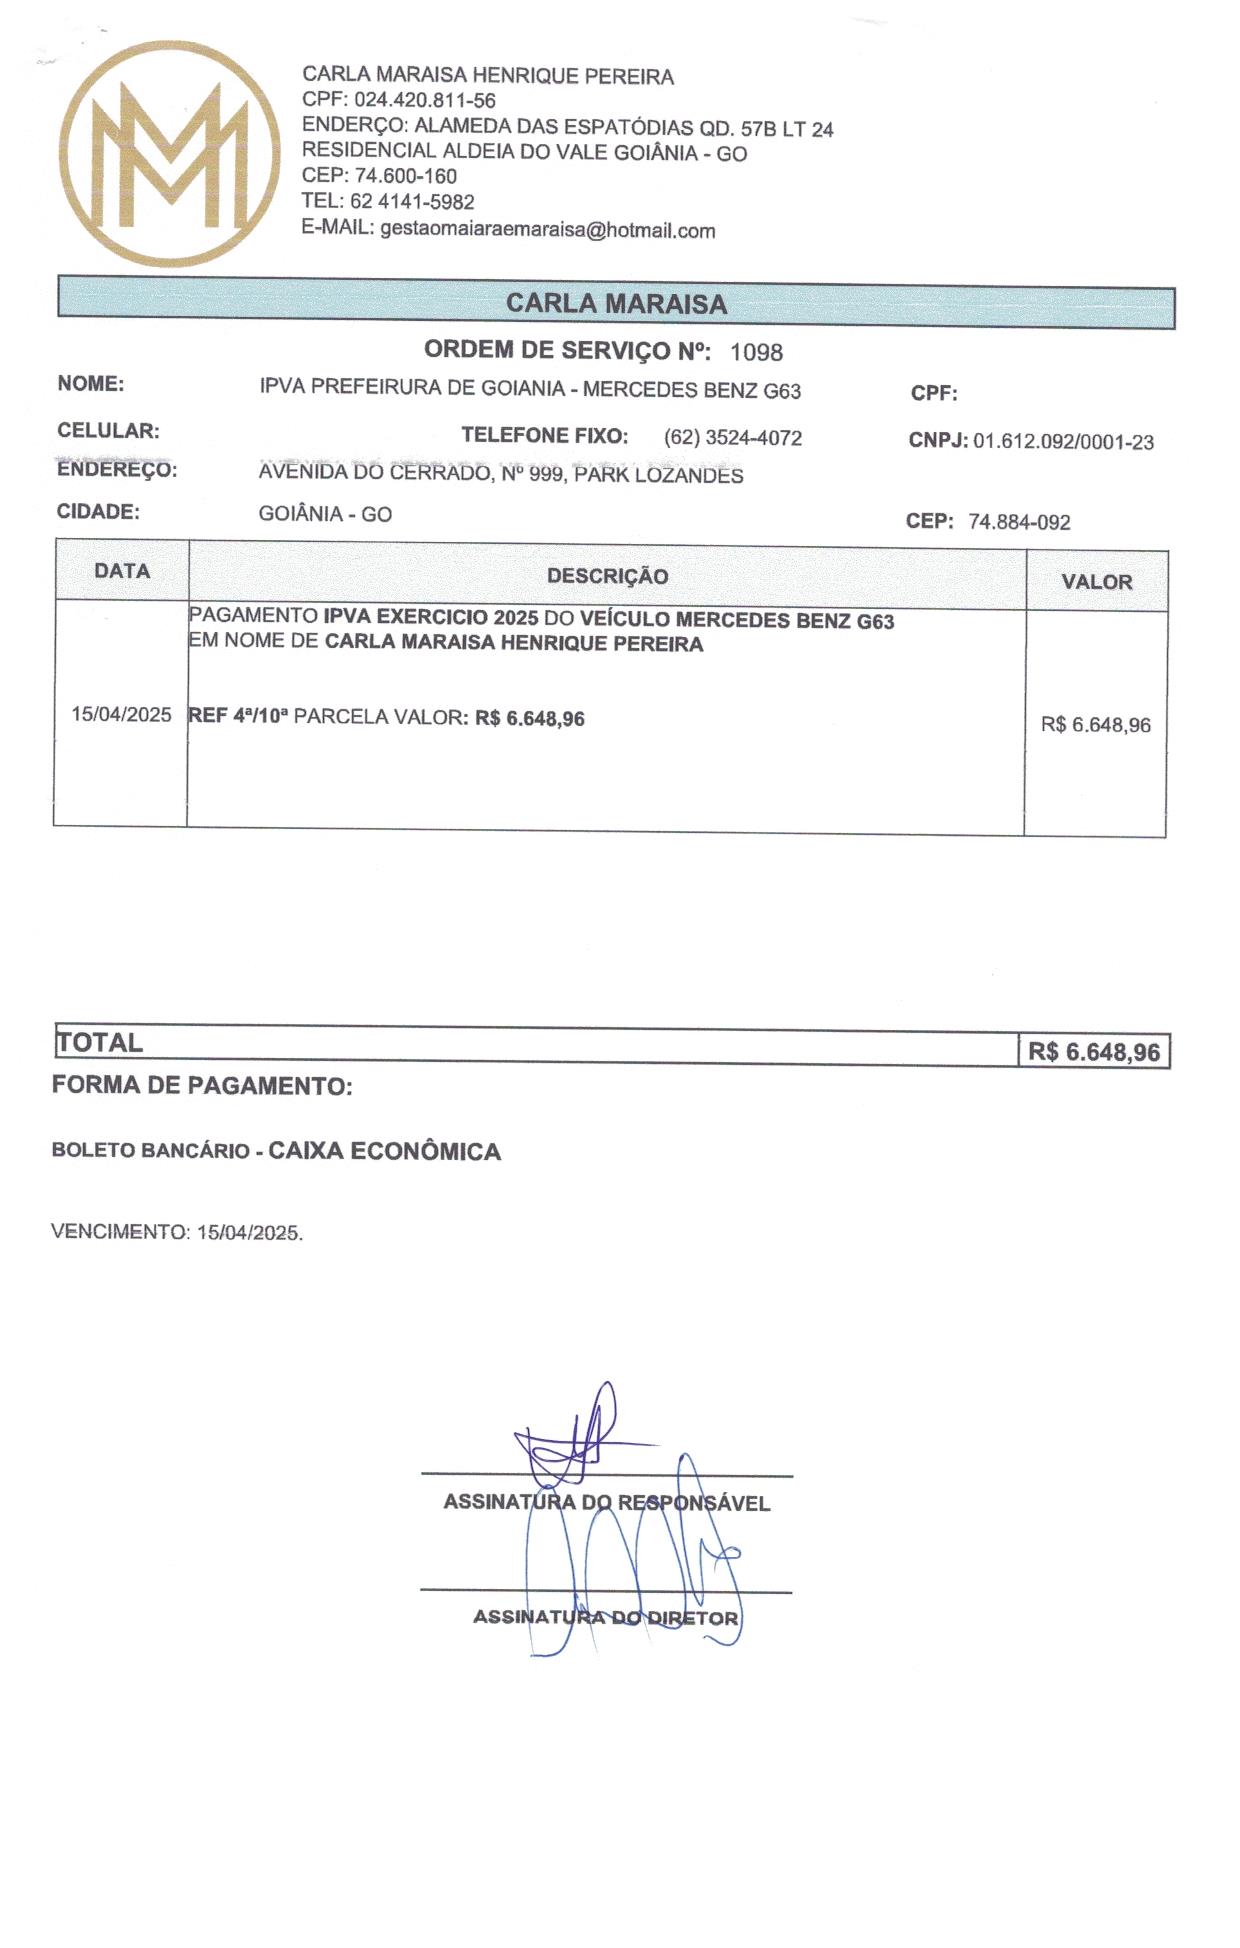 CARLA MARAISA HENRIQUE PEREIRA
CPF: 024.420.811-56
ENDERÇO: ALAMEDA DAS ESPATÓDIAS QD. 57B LT 24
RESIDENCIAL ALDEIA DO VALE GOIÂNIA - GO
CEP: 74.600-160
TEL: 62 4141-5982
E-MAIL: gestaomaiaraemaraisa@hotmail.com
CARLA MARAISA
ORDEM DE SERVIÇO Nº: 1098
NOME: IPVA PREFEIRURA DE GOIANIA - MERCEDES BENZ G63 CPF:
CELULAR: TELEFONE FIXO: (62) 3524-4072 CNPJ: 01.612.092/0001-23
ENDEREÇO: AVENIDA DO CERRADO, Nº 999, PARK LOZANDES
CIDADE: GOIÂNIA - GO CEP: 74.884-092
DATA DESCRIÇÃO VALOR
PAGAMENTO IPVA EXERCICIO 2025 DO VEÍCULO MERCEDES BENZ G63
EM NOME DE CARLA MARAISA HENRIQUE PEREIRA
15/04/2025 REF 4ª/10ª PARCELA VALOR: R$ 6.648,96 R$ 6.648,96
TOTAL R$ 6.648,96
FORMA DE PAGAMENTO:
BOLETO BANCÁRIO - CAIXA ECONÔMICA
VENCIMENTO: 15/04/2025.
ASSINATURA DO RESPONSÁVEL
ASSINATURA DO DIRETOR